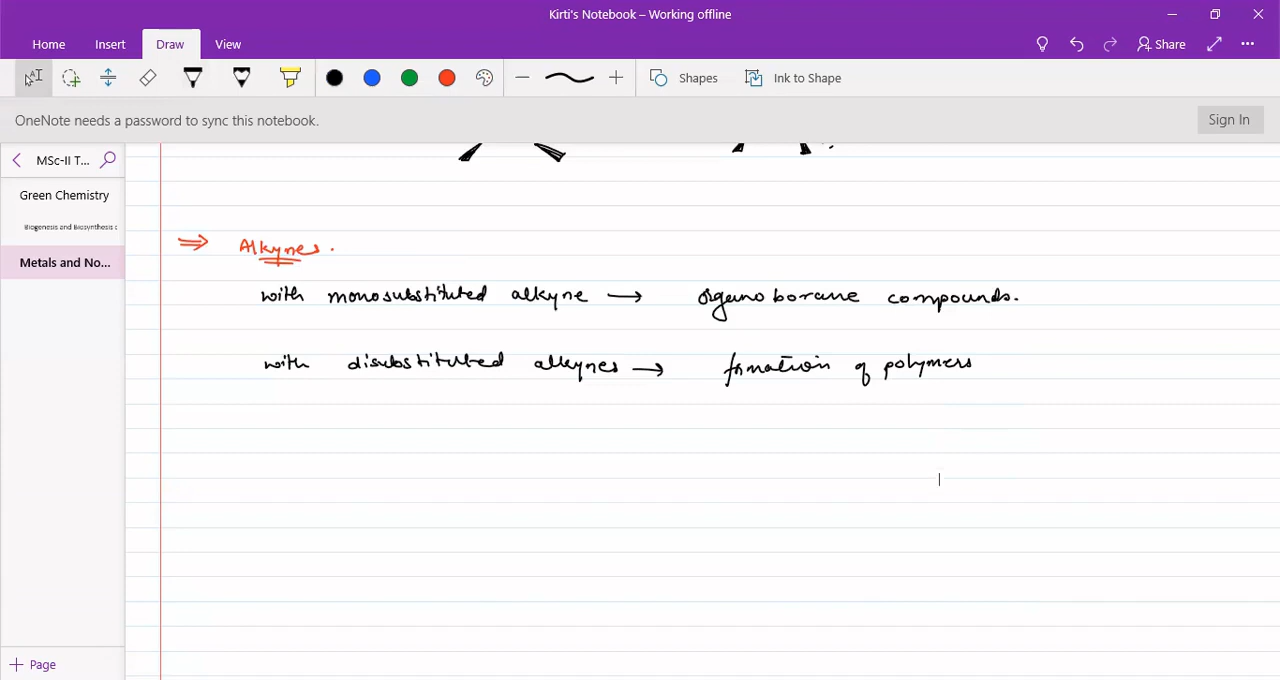 Kirti's Notebook – Working offline
Home Insert Draw View Share
Shapes Ink to Shape
OneNote needs a password to sync this notebook. Sign In
MSc-II T...
Green Chemistry
Biogenesis and Biosynthesis
Metals and No...
⇒ Alkynes.
with monosubstituted alkyne → organoborane compounds.
with disubstituted alkynes → formation of polymers
+ Page